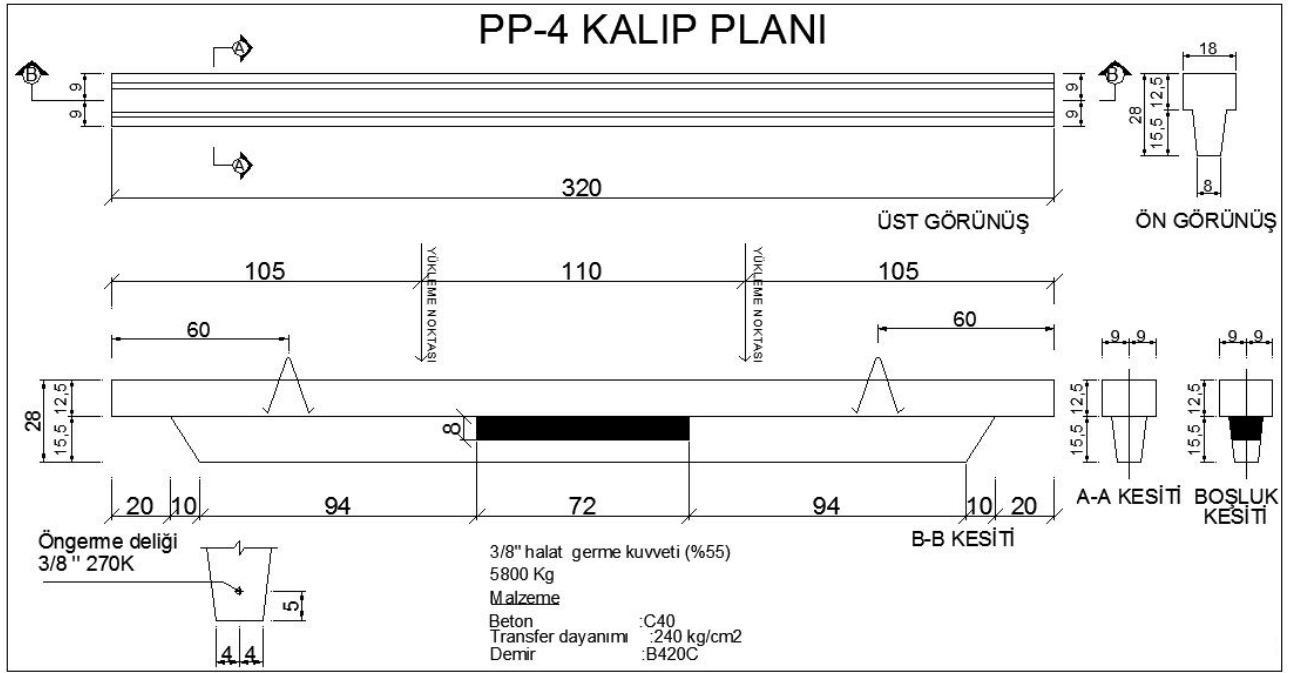 PP-4 KALIP PLANI
A
B
B
9
9
9
9
A
320
ÜST GÖRÜNÜŞ
18
28
12,5
15,5
8
ÖN GÖRÜNÜŞ
105
YÜKLEME NOKTASI
110
YÜKLEME NOKTASI
105
60
60
28
12,5
15,5
8
20
10
94
72
94
10
20
B-B KESİTİ
9
9
12,5
15,5
A-A KESİTİ
9
9
12,5
15,5
BOŞLUK
KESİTİ
Öngerme deliği
3/8 " 270K
5
4
4
3/8" halat germe kuvveti (%55)
5800 Kg
Malzeme
Beton :C40
Transfer dayanımı :240 kg/cm2
Demir :B420C